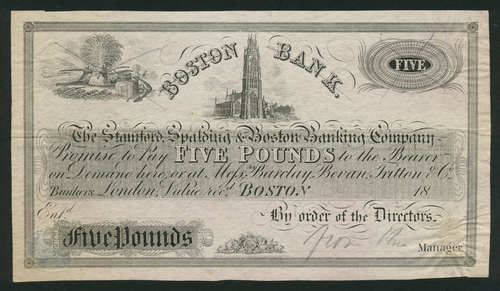 BOSTON BANK.
FIVE
The Stamford, Spalding & Boston Banking Company
Promise to Pay FIVE POUNDS to the Bearer
on Demand here, or at Messrs Barclay, Bevan, Tritton & Co
Bankers London, Value recd BOSTON 18
Entd
By order of the Directors.
Five Pounds
Manager